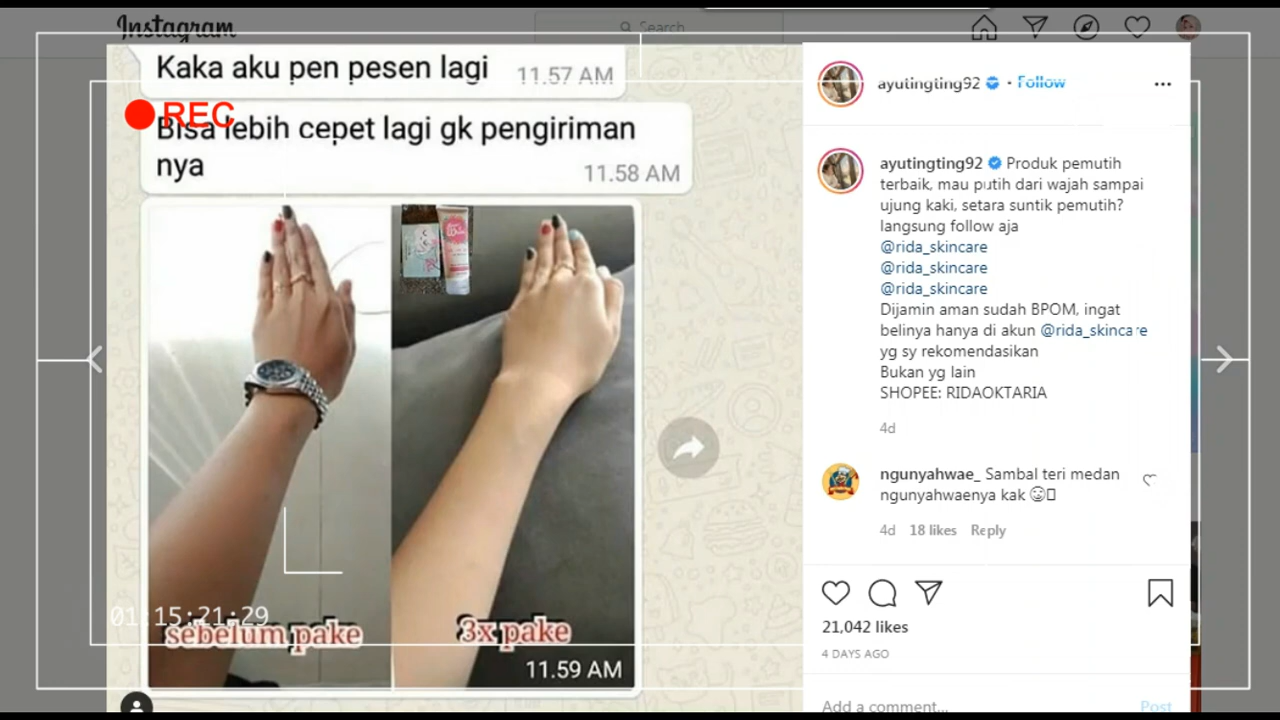 Instagram
Search
Kaka aku pen pesen lagi 11.57 AM
REC
Bisa lebih cepet lagi gk pengiriman
nya 11.58 AM
sebelum pake
3x pake
11.59 AM
01:15:21:29
ayutingting92 • Follow
ayutingting92 Produk pemutih
terbaik, mau putih dari wajah sampai
ujung kaki, setara suntik pemutih?
langsung follow aja
@rida_skincare
@rida_skincare
@rida_skincare
Dijamin aman sudah BPOM, ingat
belinya hanya di akun @rida_skincare
yg sy rekomendasikan
Bukan yg lain
SHOPEE: RIDAOKTARIA
4d
ngunyahwae_ Sambal teri medan
ngunyahwaenya kak
4d 18 likes Reply
21,042 likes
4 DAYS AGO
Add a comment... Post